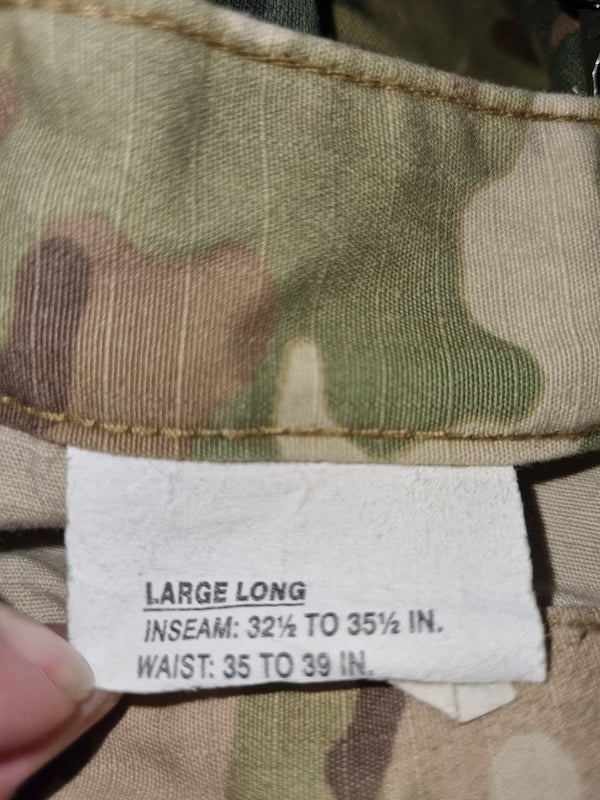 LARGE LONG
INSEAM: 32½ TO 35½ IN.
WAIST: 35 TO 39 IN.